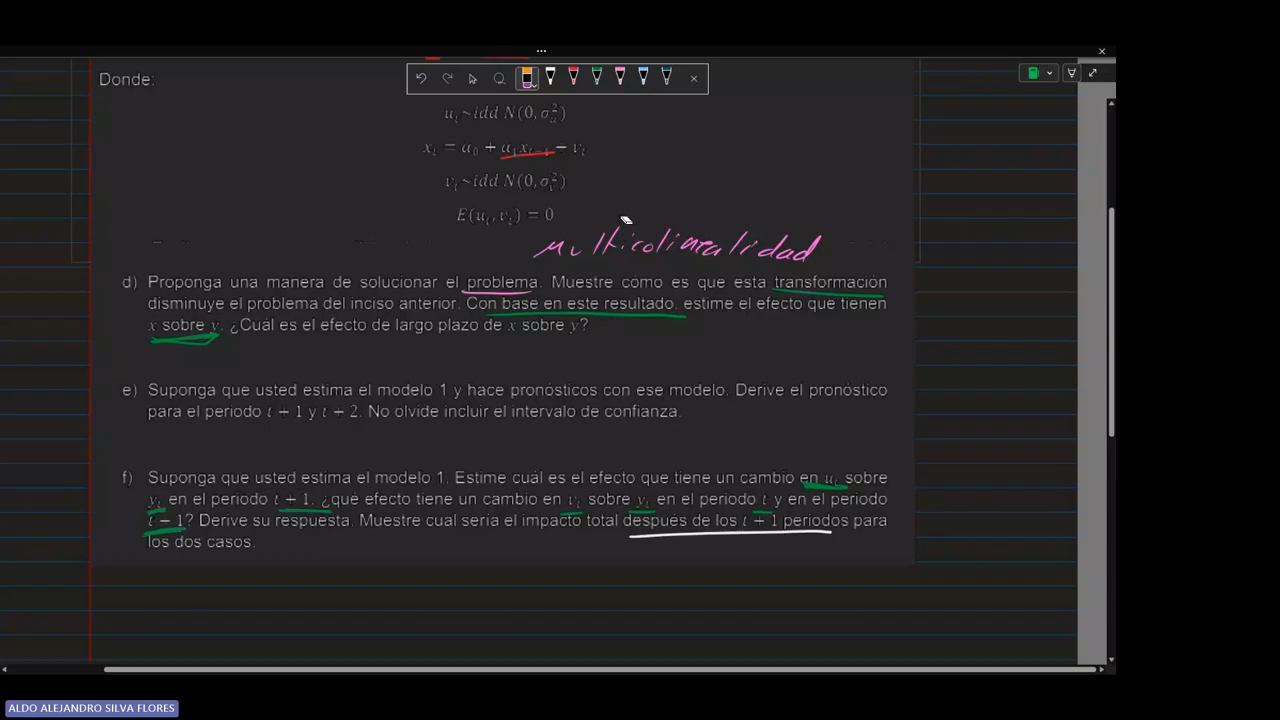 Donde:
u_t ~ idd N(0, σ_u^2)
x_t = α_0 + α_1 x_{t-1} + v_t
v_t ~ idd N(0, σ_v^2)
E(u_t, v_t) = 0
multicolinealidad
d) Proponga una manera de solucionar el problema. Muestre cómo es que esta transformación
disminuye el problema del inciso anterior. Con base en este resultado, estime el efecto que tienen
x sobre y. ¿Cuál es el efecto de largo plazo de x sobre y?
e) Suponga que usted estima el modelo 1 y hace pronósticos con ese modelo. Derive el pronóstico
para el periodo t + 1 y t + 2. No olvide incluir el intervalo de confianza.
f) Suponga que usted estima el modelo 1. Estime cuál es el efecto que tiene un cambio en u_t sobre
y_t en el periodo t + 1. ¿qué efecto tiene un cambio en v_t sobre y_t en el periodo t y en el periodo
t + 1? Derive su respuesta. Muestre cual sería el impacto total después de los t + 1 periodos para
los dos casos.
ALDO ALEJANDRO SILVA FLORES